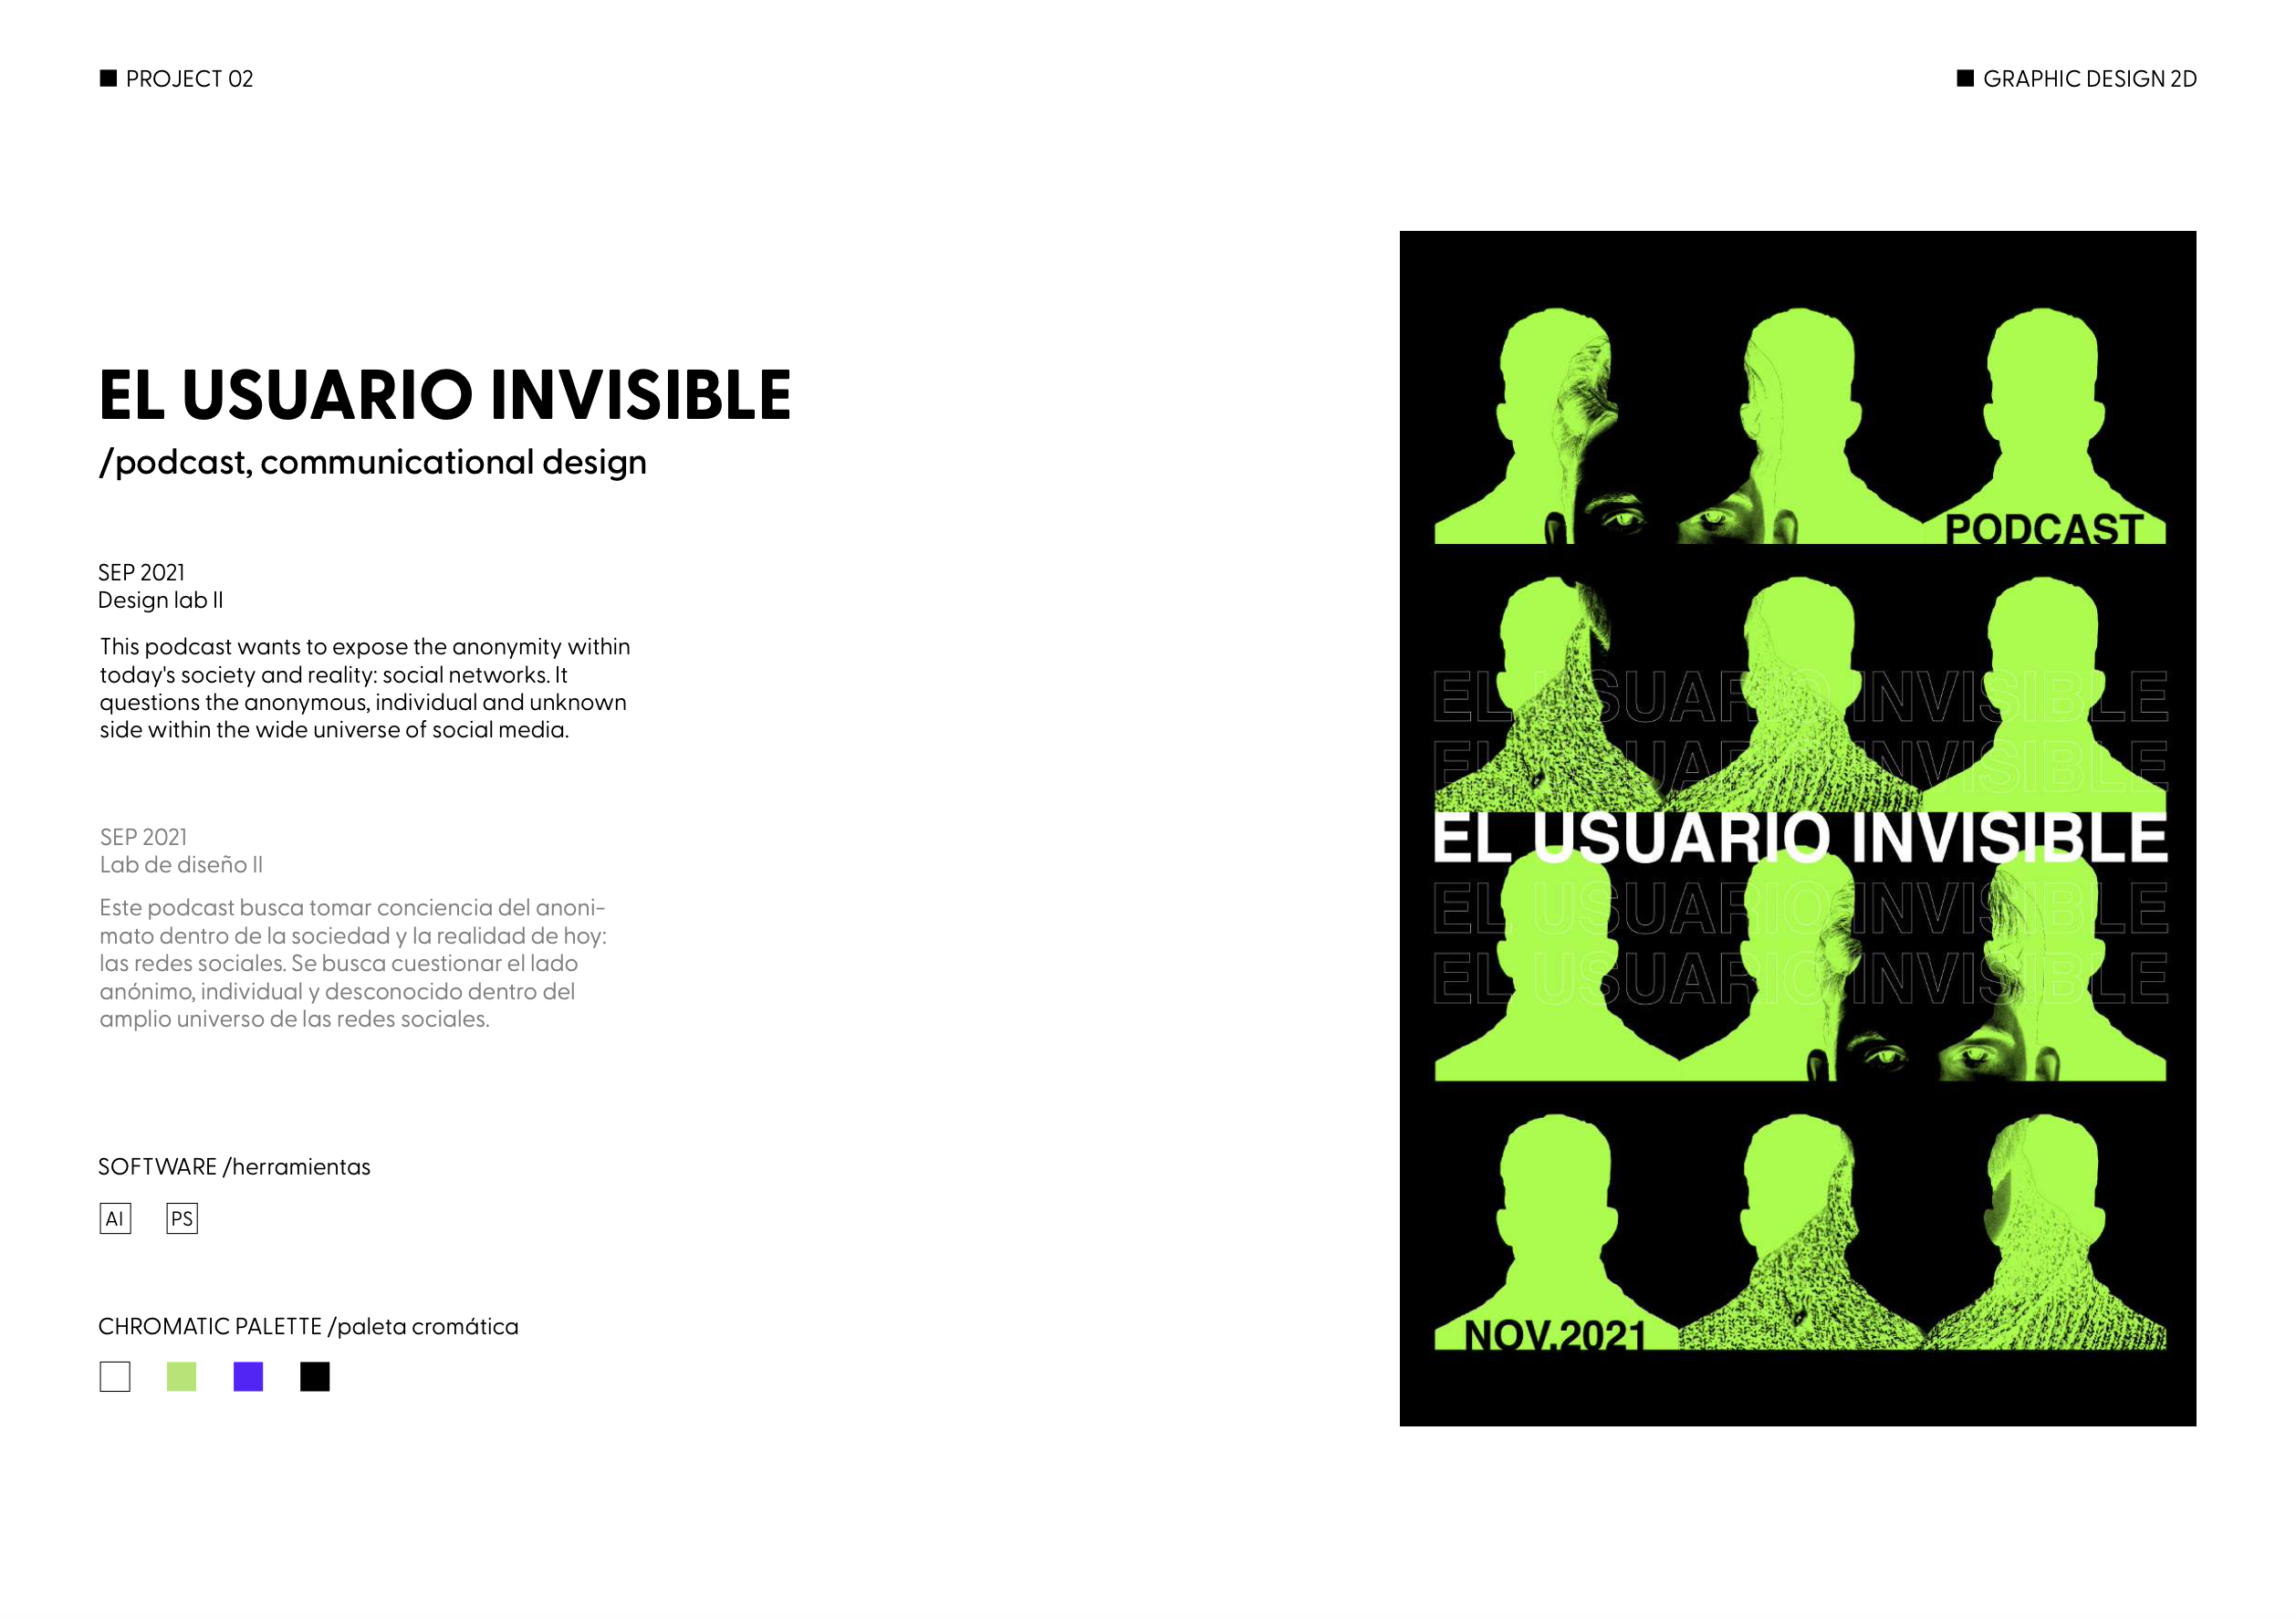 PROJECT 02
GRAPHIC DESIGN 2D
EL USUARIO INVISIBLE
/podcast, communicational design
SEP 2021
Design lab II
This podcast wants to expose the anonymity within
today's society and reality: social networks. It
questions the anonymous, individual and unknown
side within the wide universe of social media.
SEP 2021
Lab de diseño II
Este podcast busca tomar conciencia del anoni-
mato dentro de la sociedad y la realidad de hoy:
las redes sociales. Se busca cuestionar el lado
anónimo, individual y desconocido dentro del
amplio universo de las redes sociales.
SOFTWARE /herramientas
AI PS
CHROMATIC PALETTE /paleta cromática
PODCAST
EL USUARIO INVISIBLE
EL USUARIO INVISIBLE
EL USUARIO INVISIBLE
EL USUARIO INVISIBLE
EL USUARIO INVISIBLE
NOV.2021